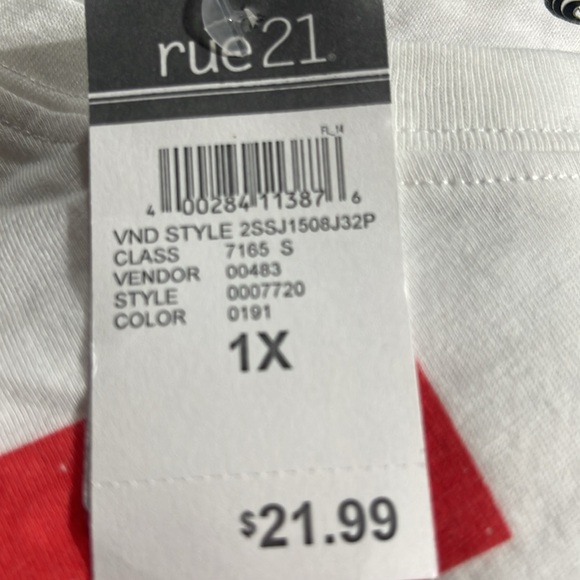 rue21
FL_14
4 00284 11387 6
VND STYLE 2SSJ1508J32P
CLASS 7165 S
VENDOR 00483
STYLE 0007720
COLOR 0191
1X
$21.99